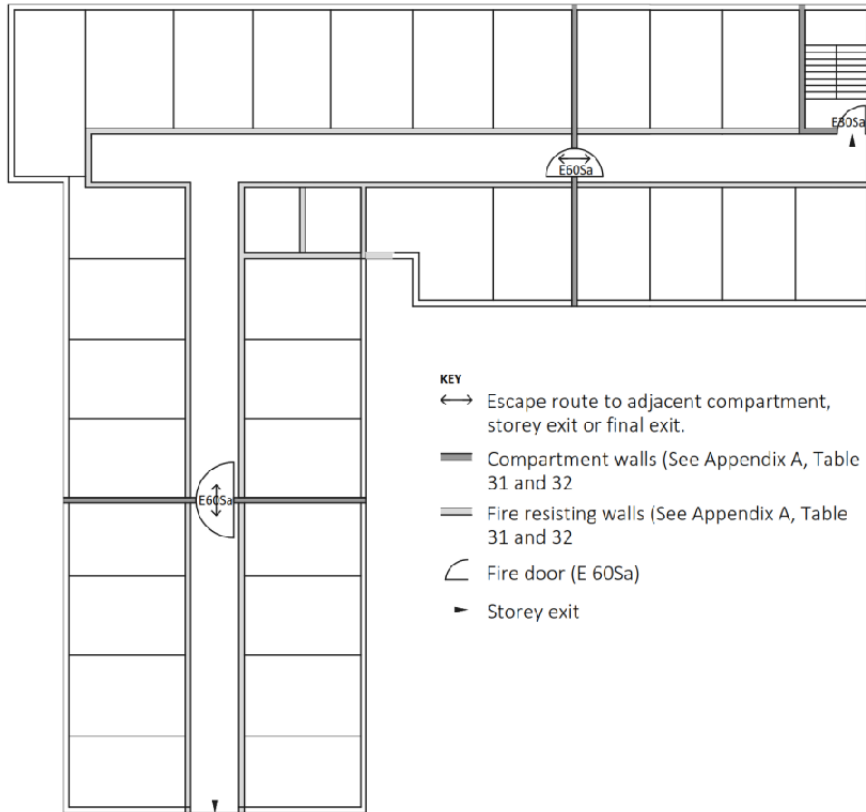 E30Sa
E60Sa
KEY
Escape route to adjacent compartment,
storey exit or final exit.
Compartment walls (See Appendix A, Table
31 and 32
Fire resisting walls (See Appendix A, Table
31 and 32
E60Sa
Fire door (E 60Sa)
Storey exit